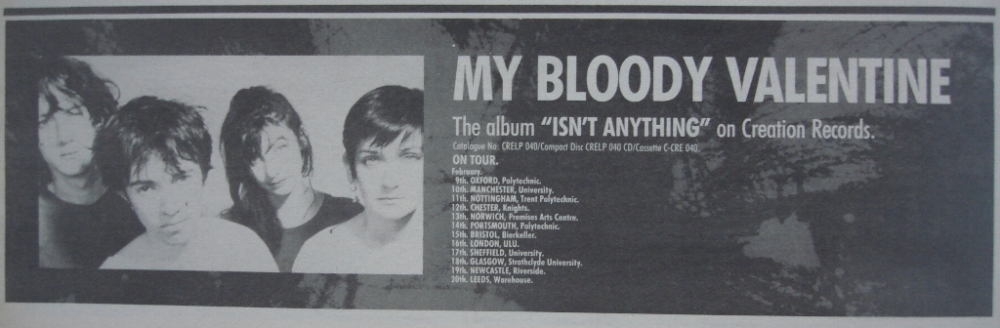 MY BLOODY VALENTINE
The album “ISN'T ANYTHING” on Creation Records.
Catalogue No: CRELP 040/Compact Disc CRELP 040 CD/Cassette C-CRE 040.
ON TOUR.
February.
9th. OXFORD, Polytechnic.
10th. MANCHESTER, University.
11th. NOTTINGHAM, Trent Polytechnic.
12th. CHESTER, Knights.
13th. NORWICH, Premises Arts Centre.
14th. PORTSMOUTH, Polytechnic.
15th. BRISTOL, Bierkeller.
16th. LONDON, ULU.
17th. SHEFFIELD, University.
18th. GLASGOW, Strathclyde University.
19th. NEWCASTLE, Riverside.
20th. LEEDS, Warehouse.